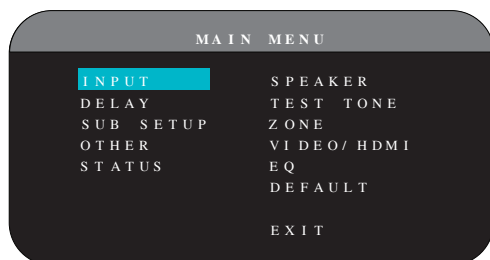 MAIN MENU
INPUT
DELAY
SUB SETUP
OTHER
STATUS
SPEAKER
TEST TONE
ZONE
VIDEO/HDMI
EQ
DEFAULT
EXIT